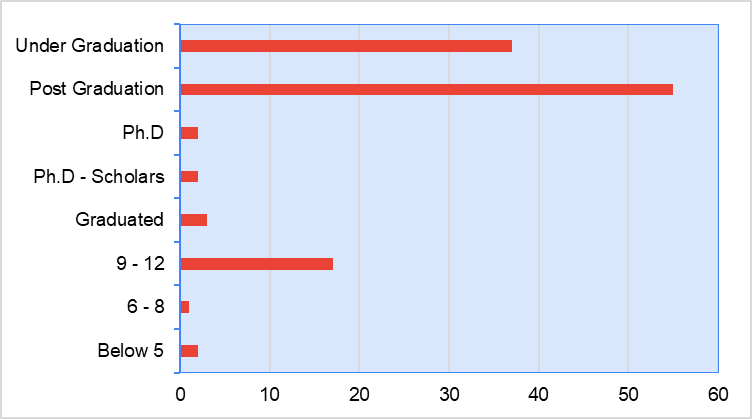 Under Graduation
Post Graduation
Ph.D
Ph.D - Scholars
Graduated
9 - 12
6 - 8
Below 5
0 10 20 30 40 50 60